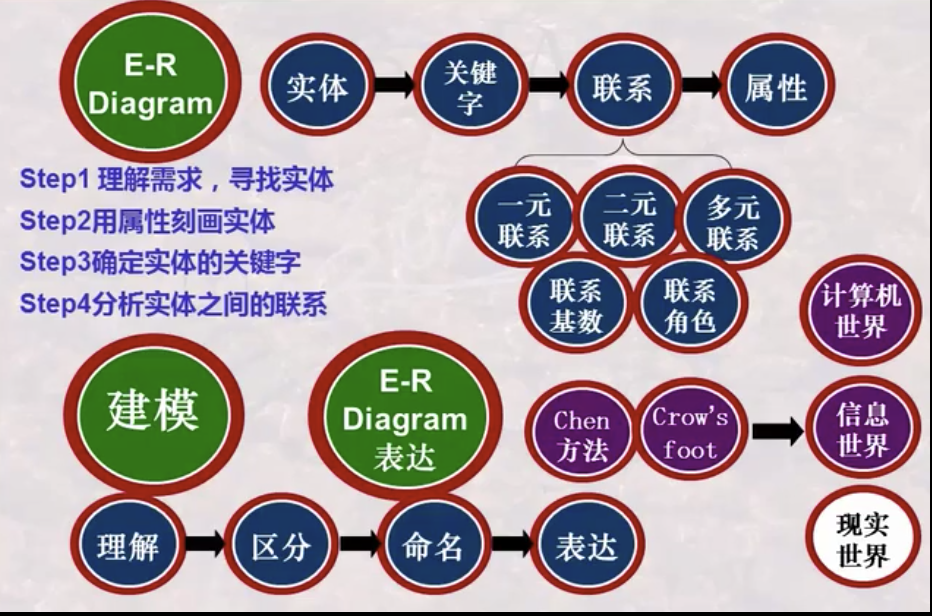 E-R
Diagram
实体
关键
字
联系
属性
Step1 理解需求，寻找实体
Step2用属性刻画实体
Step3确定实体的关键字
Step4分析实体之间的联系
一元
联系
二元
联系
多元
联系
联系
基数
联系
角色
计算机
世界
建模
E-R
Diagram
表达
Chen
方法
Crow's
foot
信息
世界
理解
区分
命名
表达
现实
世界